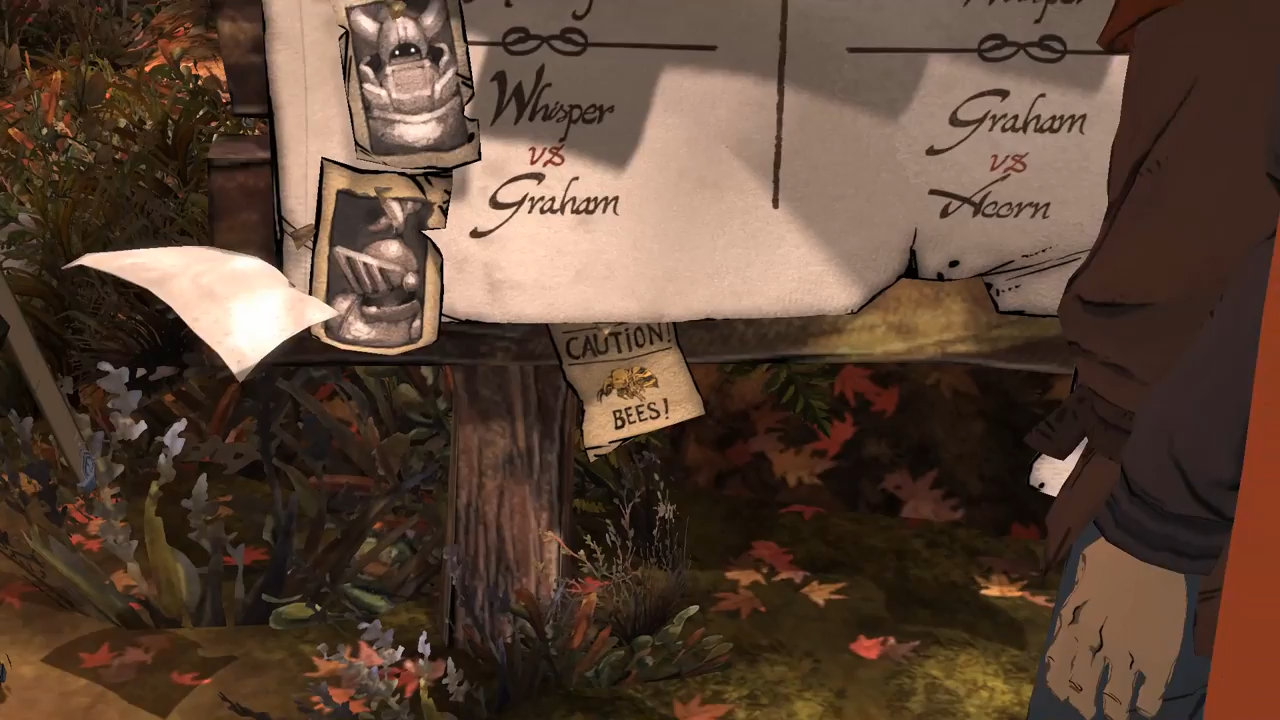 Whisper
vs
Graham
Graham
vs
Acorn
CAUTION!
BEES!